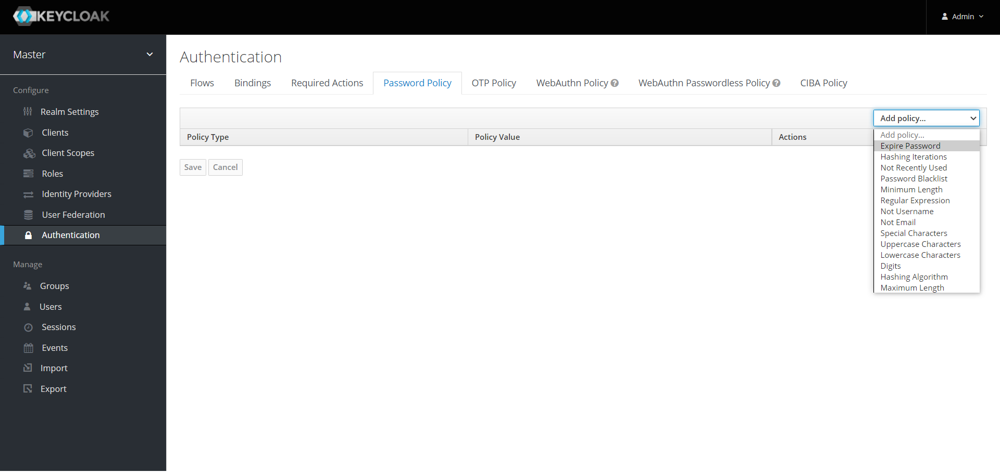 KEYCLOAK
Admin
Master
Configure
Realm Settings
Clients
Client Scopes
Roles
Identity Providers
User Federation
Authentication
Manage
Groups
Users
Sessions
Events
Import
Export
Authentication
Flows Bindings Required Actions Password Policy OTP Policy WebAuthn Policy WebAuthn Passwordless Policy CIBA Policy
Add policy...
Policy Type Policy Value Actions
Save Cancel
Add policy...
Expire Password
Hashing Iterations
Not Recently Used
Password Blacklist
Minimum Length
Regular Expression
Not Username
Not Email
Special Characters
Uppercase Characters
Lowercase Characters
Digits
Hashing Algorithm
Maximum Length